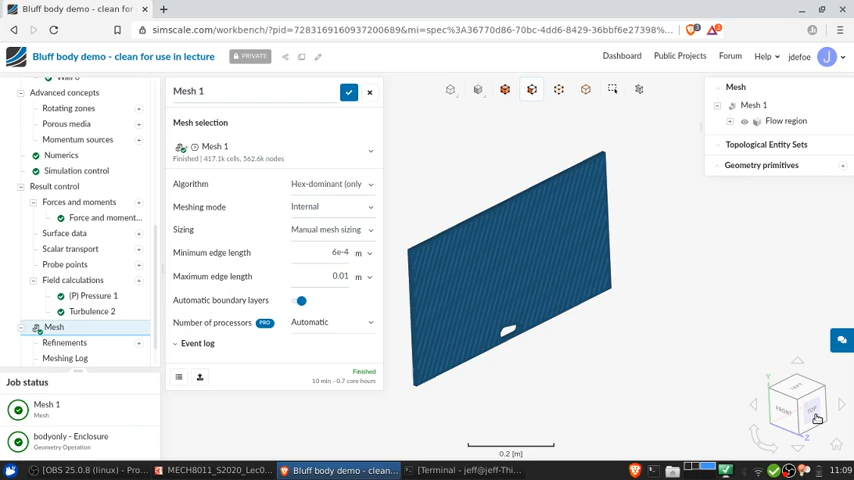 simscale.com/workbench/?pid=728316916093720​0689&mi=spec%3A36770d86-70bc-4dd6-8429-36bbf6e27398%...
Bluff body demo - clean for use in lecture
PRIVATE
Dashboard
Public Projects
Forum
Help
jdefoe
J
Wall 6
Advanced concepts
Rotating zones
Porous media
Momentum sources
Numerics
Simulation control
Result control
Forces and moments
Force and moment...
Surface data
Scalar transport
Probe points
Field calculations
(P) Pressure 1
Turbulence 2
Mesh
Refinements
Meshing Log
Job status
Mesh 1
Mesh
bodyonly - Enclosure
Geometry Operation
Mesh 1
Mesh selection
Mesh 1
Finished | 417.1k cells, 562.6k nodes
Algorithm Hex-dominant (only
Meshing mode Internal
Sizing Manual mesh sizing
Minimum edge length 6e-4 m
Maximum edge length 0.01 m
Automatic boundary layers
Number of processors PRO Automatic
Event log
Finished
10 min - 0.7 core hours
0.2 [m]
Mesh
Mesh 1
Flow region
Topological Entity Sets
Geometry primitives
LEFT
FRONT
TOP
Y
Z
[OBS 25.0.8 (linux) - Pro...
MECH8011_S2020_Lec0...
Bluff body demo - clean...
[Terminal - jeff@jeff-Thi...
11:09